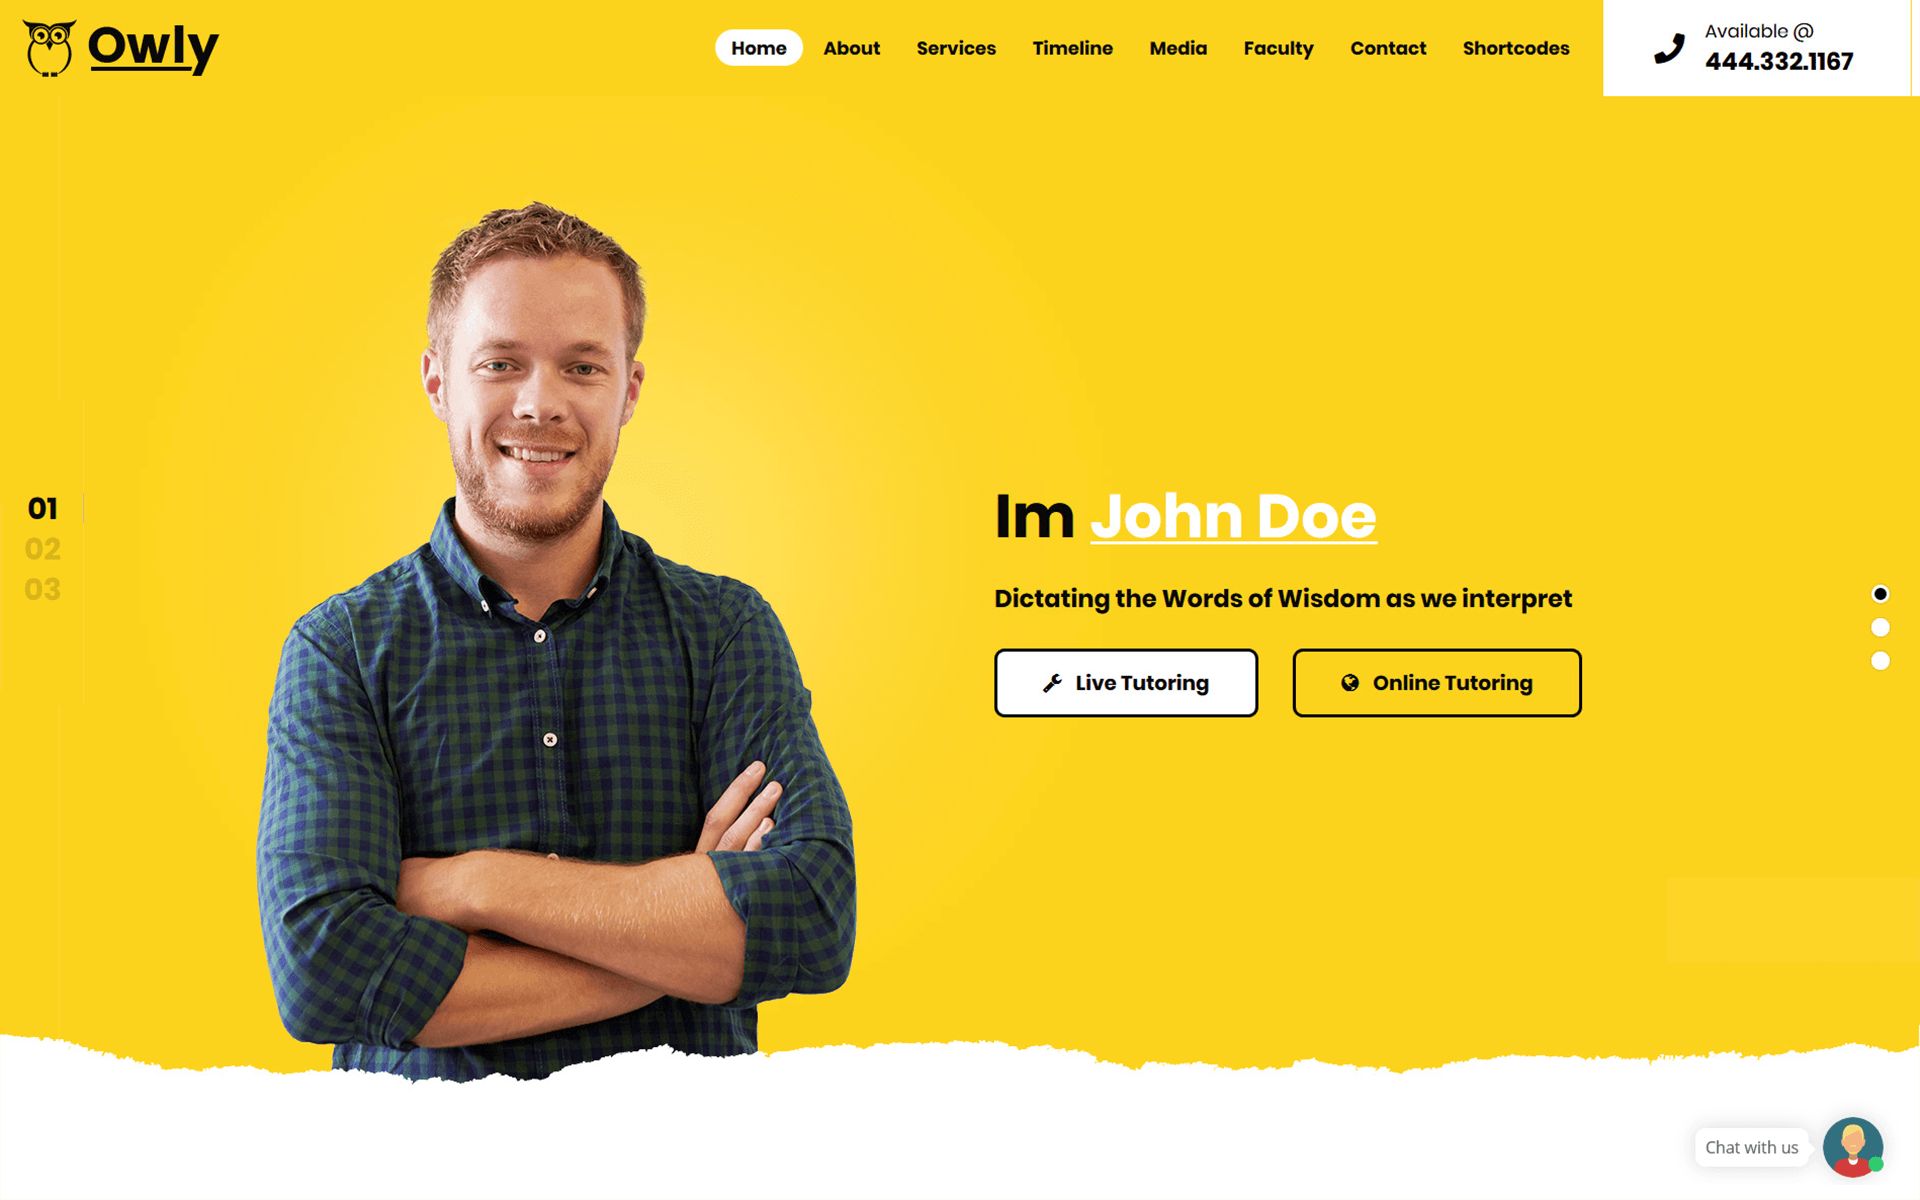 Owly
Home About Services Timeline Media Faculty Contact Shortcodes
Available @
444.332.1167
01
02
03
Im John Doe
Dictating the Words of Wisdom as we interpret
Live Tutoring
Online Tutoring
Chat with us